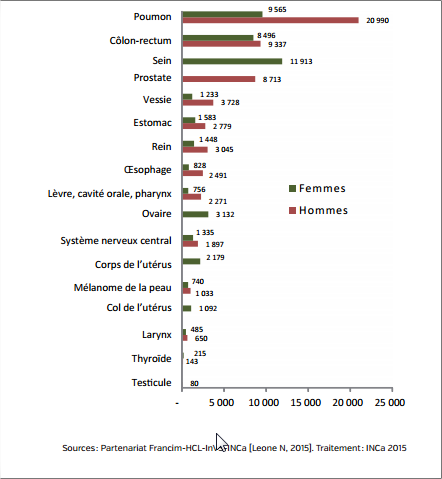 Poumon 9 565
20 990
Côlon-rectum 8 496
9 337
Sein 11 913
Prostate 8 713
Vessie 1 233
3 728
Estomac 1 583
2 779
Rein 1 448
3 045
Œsophage 828
2 491
Lèvre, cavité orale, pharynx 756
2 271
Ovaire 3 132
Système nerveux central 1 335
1 897
Corps de l'utérus 2 179
Mélanome de la peau 740
1 033
Col de l'utérus 1 092
Larynx 485
650
Thyroïde 215
143
Testicule 80
Femmes
Hommes
- 5 000 10 000 15 000 20 000 25 000
Sources: Partenariat Francim-HCL-InVS-INCa [Leone N, 2015]. Traitement: INCa 2015